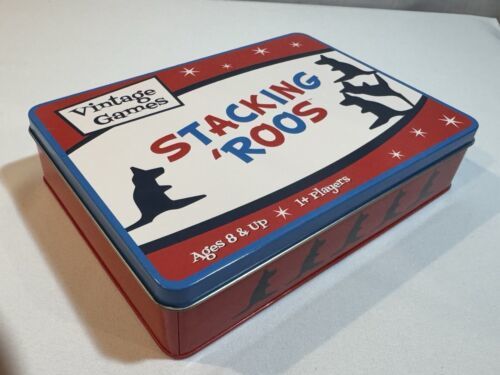 Vintage
Games
STACKING
'ROOS
Ages 8 & Up * 1+ Players